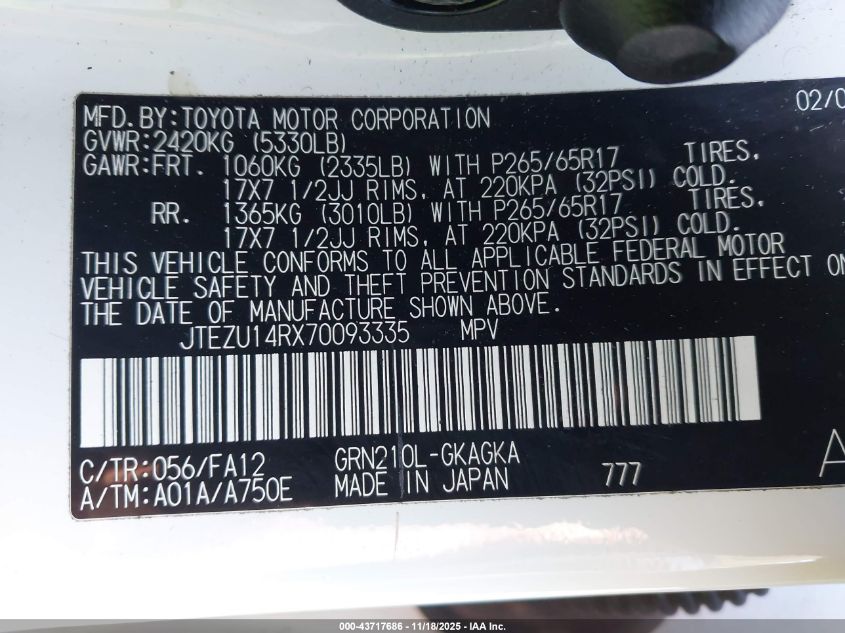 MFD. BY: TOYOTA MOTOR CORPORATION 02/0
GVWR: 2420KG (5330LB)
GAWR: FRT. 1060KG (2335LB) WITH P265/65R17 TIRES,
17X7 1/2JJ RIMS, AT 220KPA (32PSI) COLD.
RR. 1365KG (3010LB) WITH P265/65R17 TIRES,
17X7 1/2JJ RIMS, AT 220KPA (32PSI) COLD.
THIS VEHICLE CONFORMS TO ALL APPLICABLE FEDERAL MOTOR
VEHICLE SAFETY AND THEFT PREVENTION STANDARDS IN EFFECT ON
THE DATE OF MANUFACTURE SHOWN ABOVE.
JTEZU14RX70093335 MPV
C/TR: 056/FA12 GRN210L-GKAGKA
A/TM: A01A/A750E MADE IN JAPAN 777 A
000-43717686 - 11/18/2025 - IAA Inc.